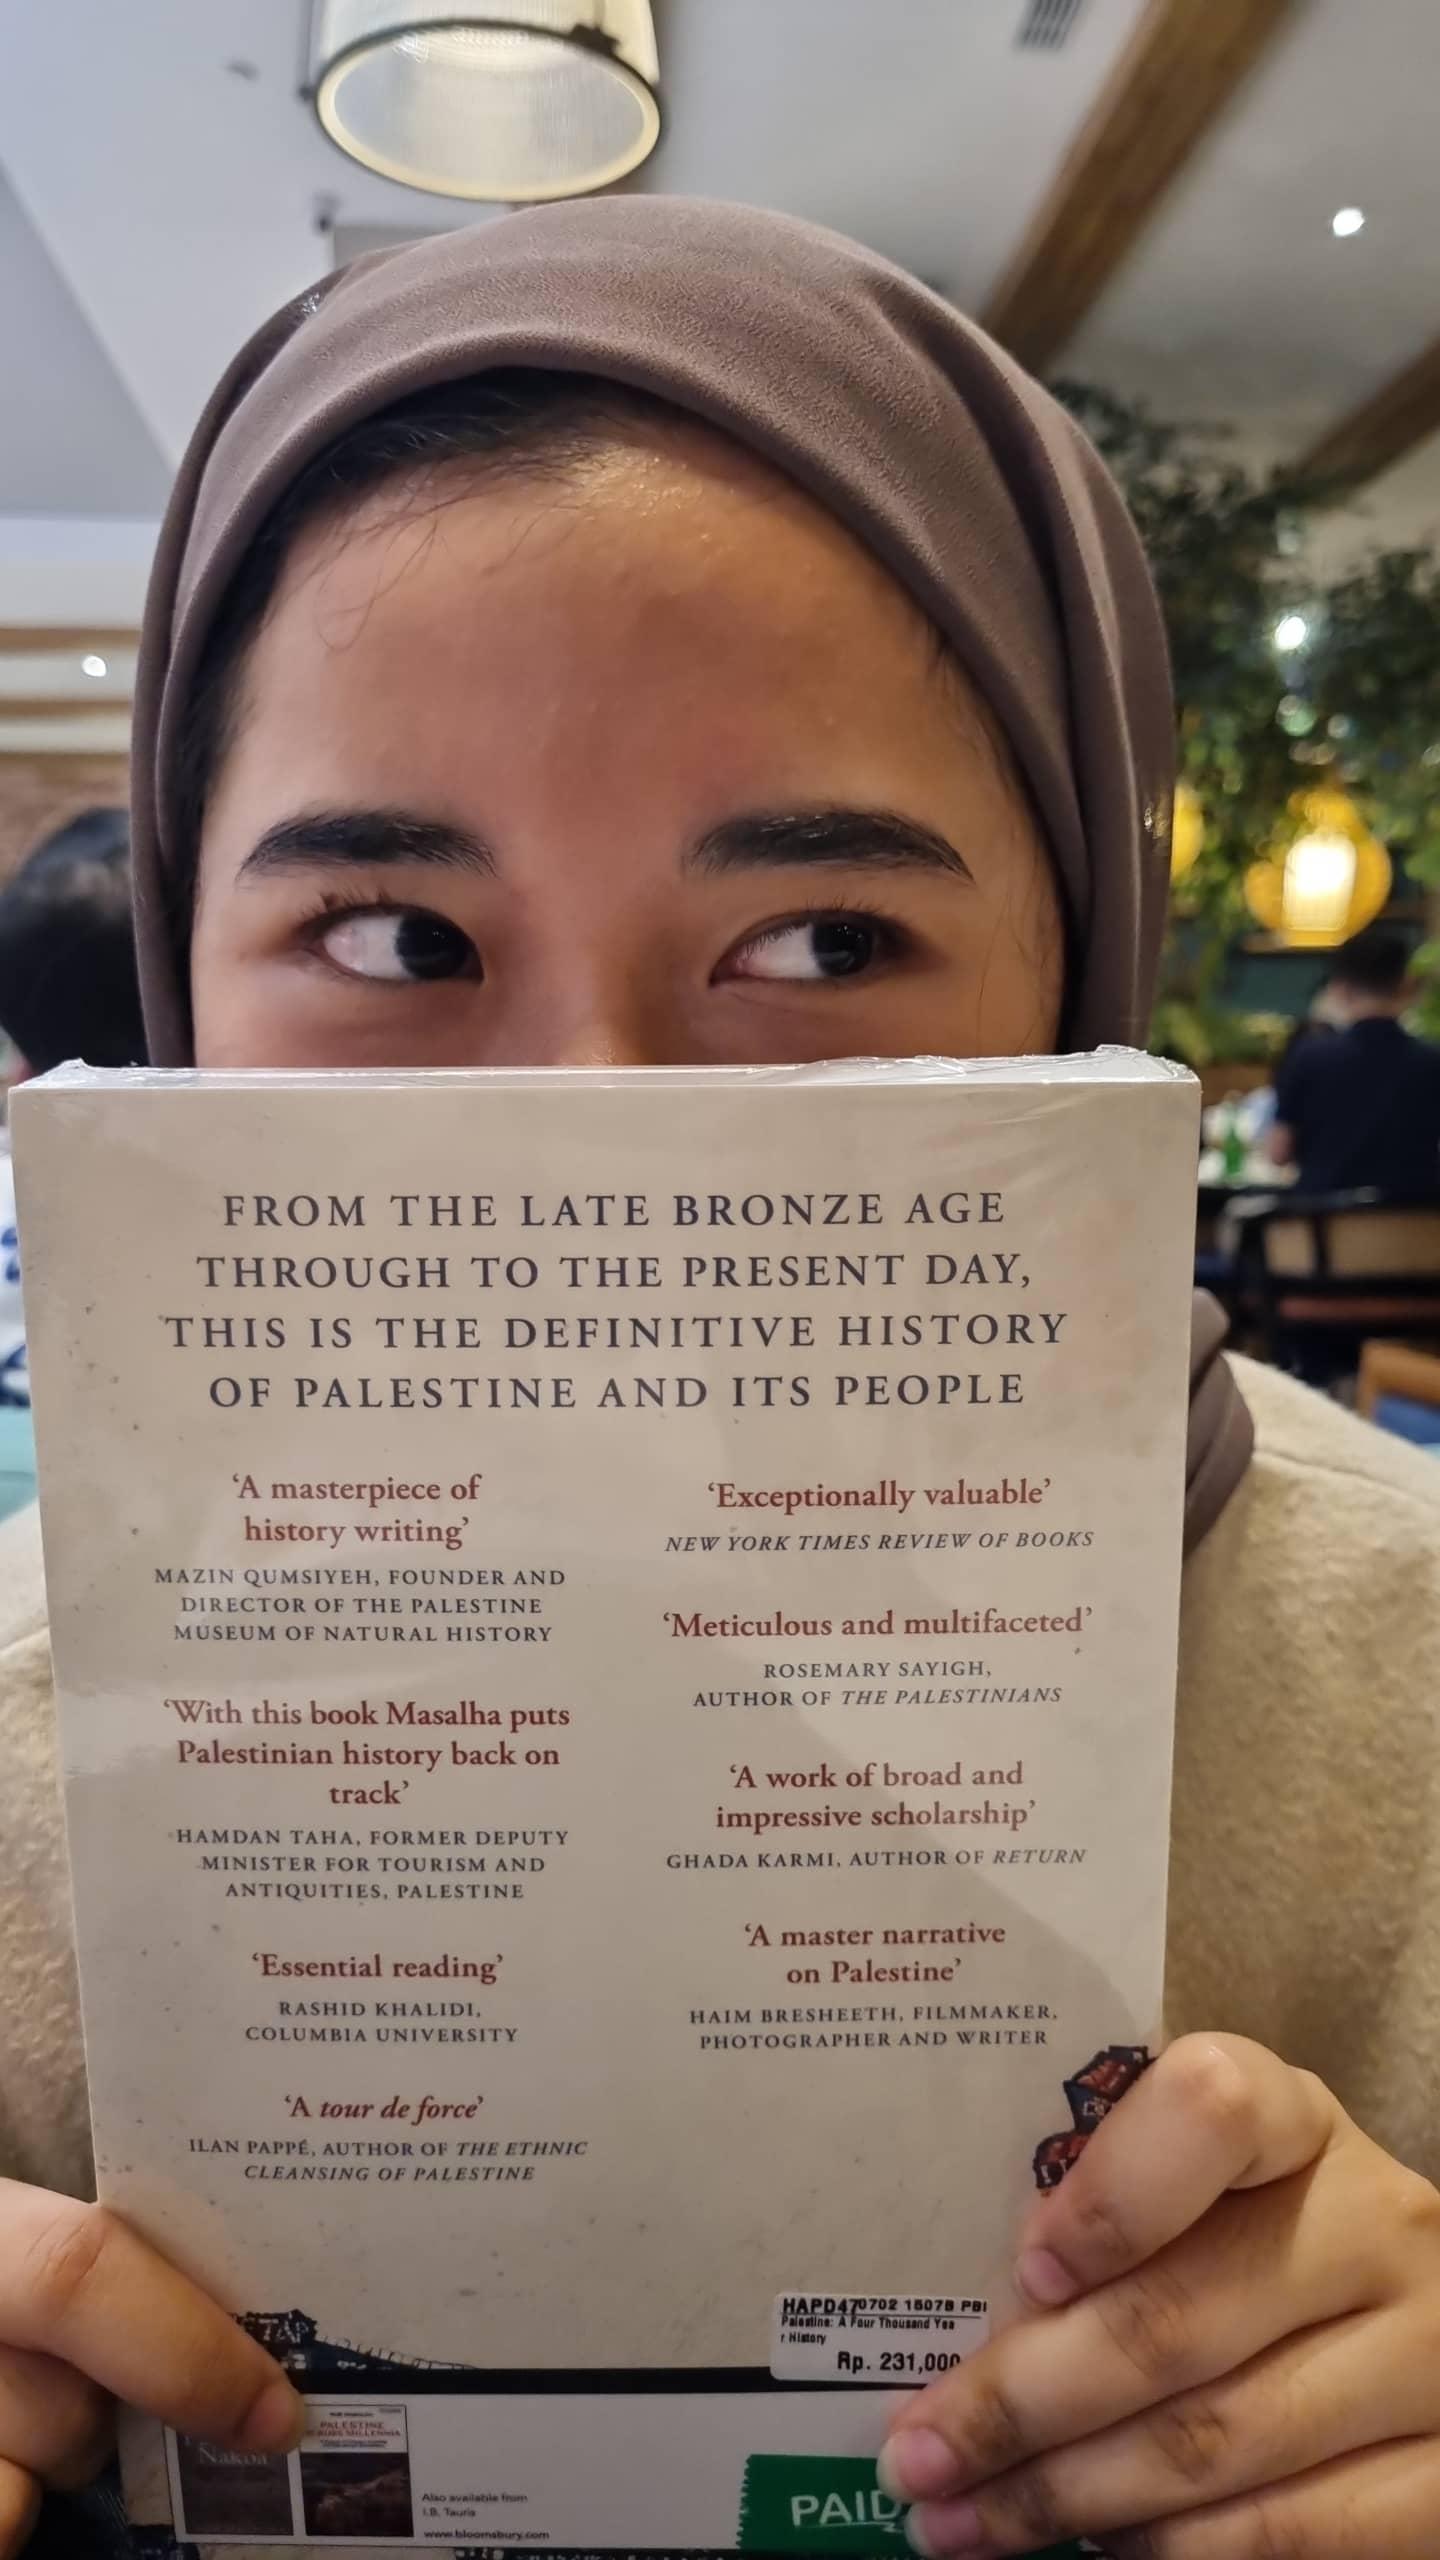 FROM THE LATE BRONZE AGE
THROUGH TO THE PRESENT DAY,
THIS IS THE DEFINITIVE HISTORY
OF PALESTINE AND ITS PEOPLE
‘A masterpiece of
history writing’
MAZIN QUMSIYEH, FOUNDER AND
DIRECTOR OF THE PALESTINE
MUSEUM OF NATURAL HISTORY
‘With this book Masalha puts
Palestinian history back on
track’
HAMDAN TAHA, FORMER DEPUTY
MINISTER FOR TOURISM AND
ANTIQUITIES, PALESTINE
‘Essential reading’
RASHID KHALIDI,
COLUMBIA UNIVERSITY
‘A tour de force’
ILAN PAPPÉ, AUTHOR OF THE ETHNIC
CLEANSING OF PALESTINE
‘Exceptionally valuable’
NEW YORK TIMES REVIEW OF BOOKS
‘Meticulous and multifaceted’
ROSEMARY SAYIGH,
AUTHOR OF THE PALESTINIANS
‘A work of broad and
impressive scholarship’
GHADA KARMI, AUTHOR OF RETURN
‘A master narrative
on Palestine’
HAIM BRESHEETH, FILMMAKER,
PHOTOGRAPHER AND WRITER
HAPD470702 1507B PBI
Palestine: A Four Thousand Yea
r History
Rp. 231,000
Nakba
PALESTINE
MILLENNIA
Also available from
I.B. Tauris
www.bloomsbury.com
PAID